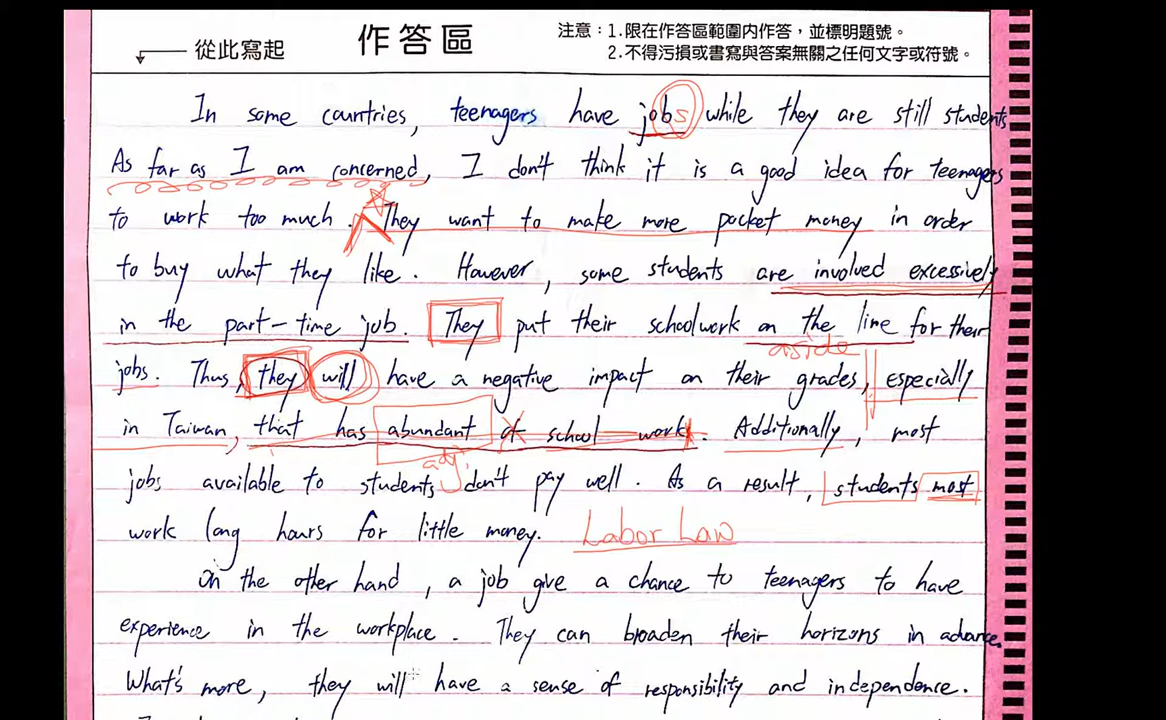 從此寫起 作答區 注意：1.限在作答區範圍內作答，並標明題號。
2.不得污損或書寫與答案無關之任何文字或符號。
In some countries, teenagers have jobs while they are still students
As far as I am concerned, I don't think it is a good idea for teenagers
to work too much. They want to make more pocket money in order
to buy what they like. However, some students are involved excessively
in the part-time job. They put their schoolwork on the line for their
aside
jobs. Thus, they will have a negative impact on their grades, especially
in Taiwan, that has abundant of school work. Additionally, most
adj.
jobs available to students don't pay well. As a result, students most
work long hours for little money. Labor Law
On the other hand, a job give a chance to teenagers to have
experience in the workplace. They can broaden their horizons in advance.
What's more, they will have a sense of responsibility and independence.